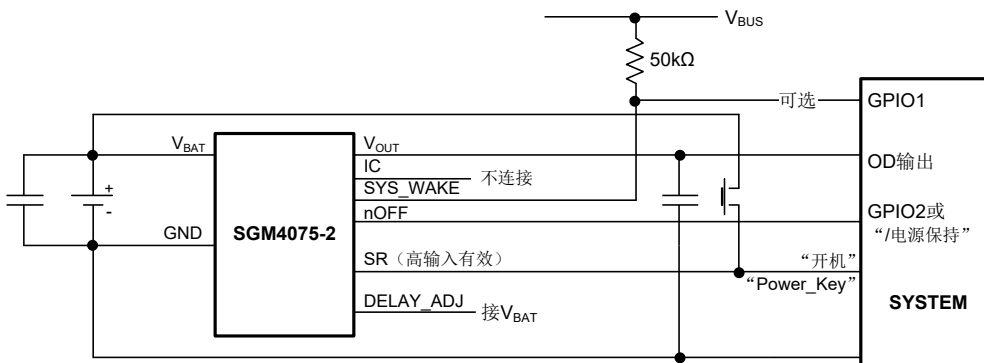 VBUS
50kΩ
可选
GPIO1
VBAT
VOUT
OD输出
IC
不连接
SYS_WAKE
+
-
nOFF
GPIO2或
“/电源保持”
GND
SGM4075-2
SR（高输入有效）
“开机”
“Power_Key”
SYSTEM
DELAY_ADJ
接VBAT